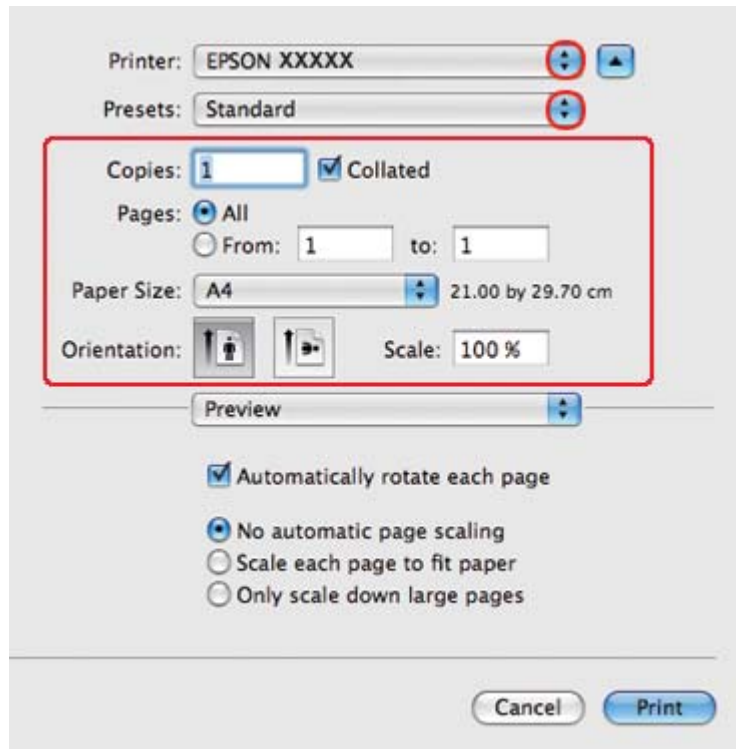 Printer: EPSON XXXXX
Presets: Standard
Copies: 1 Collated
Pages: All
From: 1 to: 1
Paper Size: A4 21.00 by 29.70 cm
Orientation: Scale: 100 %
Preview
Automatically rotate each page
No automatic page scaling
Scale each page to fit paper
Only scale down large pages
Cancel Print